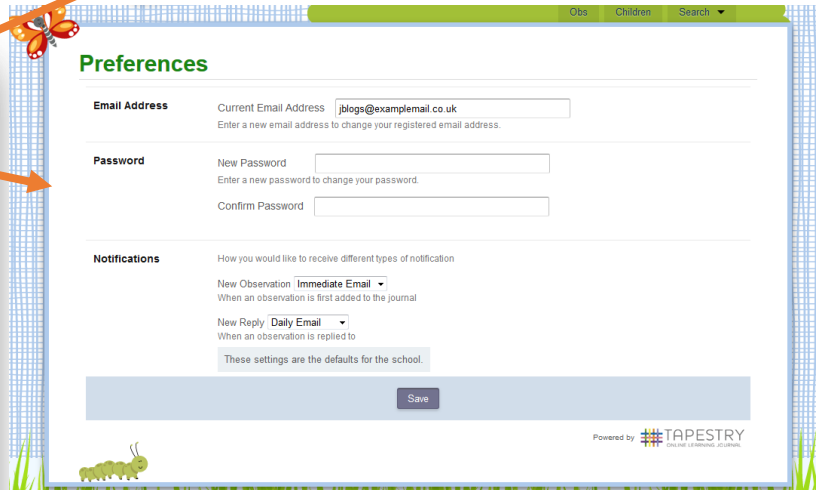 Obs Children Search
Preferences
Email Address Current Email Address jblogs@examplemail.co.uk
Enter a new email address to change your registered email address.
Password New Password
Enter a new password to change your password.
Confirm Password
Notifications How you would like to receive different types of notification
New Observation Immediate Email
When an observation is first added to the journal
New Reply Daily Email
When an observation is replied to
These settings are the defaults for the school.
Save
Powered by TAPESTRY
ONLINE LEARNING JOURNAL